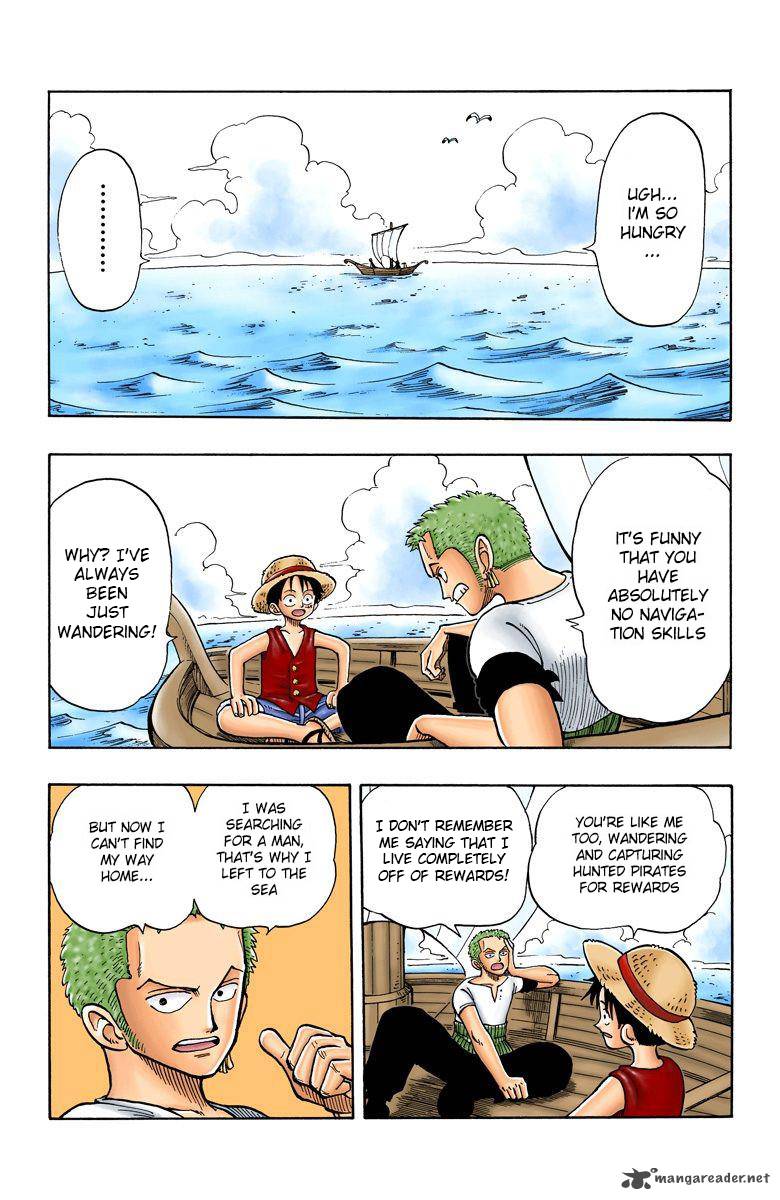 UGH...
I'M SO
HUNGRY
...
.........
IT'S FUNNY
THAT YOU
HAVE
ABSOLUTELY
NO NAVIGA-
TION SKILLS
WHY? I'VE
ALWAYS
BEEN
JUST
WANDERING!
YOU'RE LIKE ME
TOO, WANDERING
AND CAPTURING
HUNTED PIRATES
FOR REWARDS
I DON'T REMEMBER
ME SAYING THAT I
LIVE COMPLETELY
OFF OF REWARDS!
I WAS
SEARCHING
FOR A MAN,
THAT'S WHY I
LEFT TO THE
SEA
BUT NOW I
CAN'T FIND
MY WAY
HOME...
mangareader.net